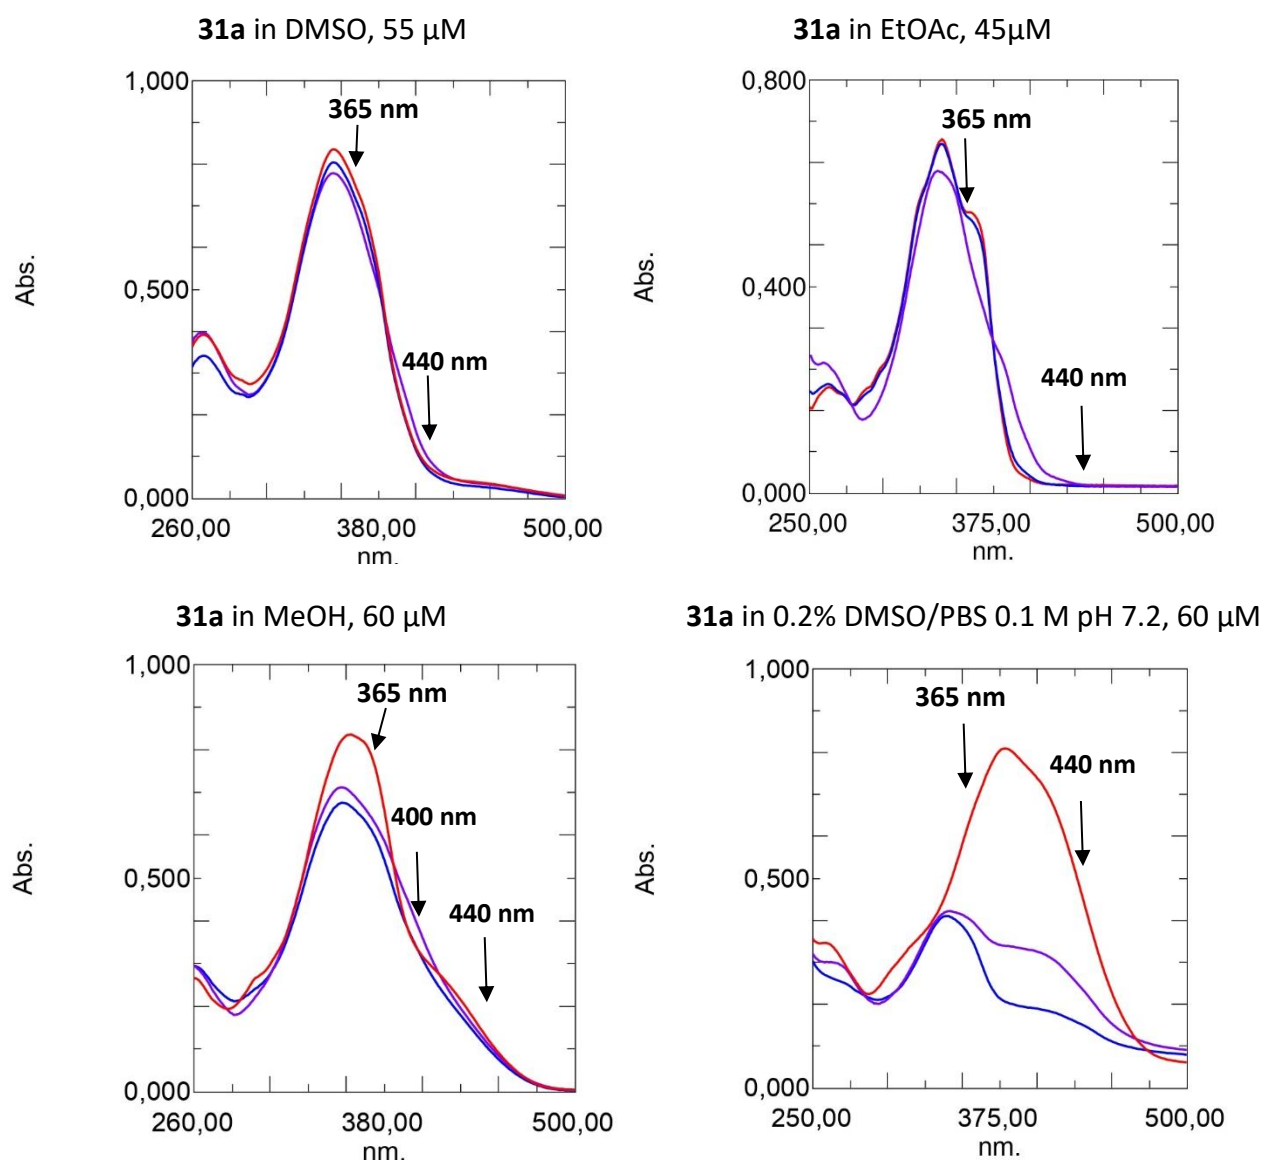 31a in DMSO, 55 µM
1,000
365 nm
Abs.
0,500
440 nm
0,000
260,00 380,00 500,00
nm.
31a in EtOAc, 45µM
0,800
365 nm
Abs.
0,400
440 nm
0,000
250,00 375,00 500,00
nm.
31a in MeOH, 60 µM
1,000
365 nm
400 nm
Abs.
0,500
440 nm
0,000
260,00 380,00 500,00
nm.
31a in 0.2% DMSO/PBS 0.1 M pH 7.2, 60 µM
1,000
365 nm
440 nm
Abs.
0,500
0,000
250,00 375,00 500,00
nm.